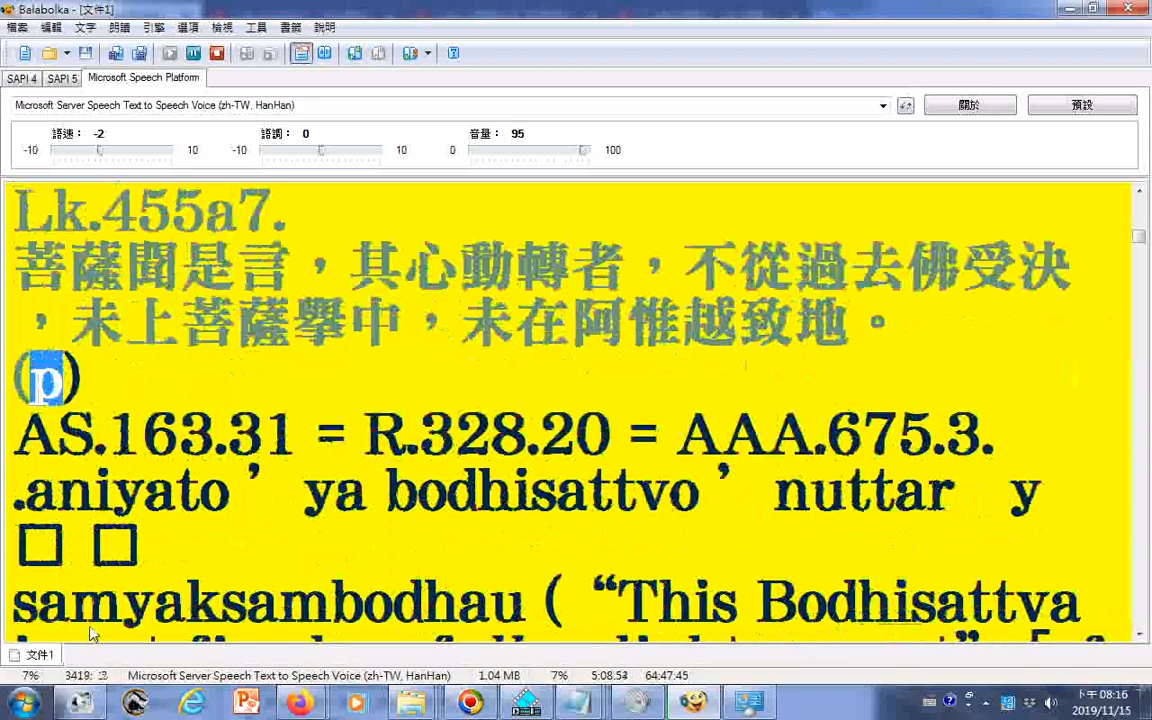 Balabolka - [文件1]
檔案 編輯 文字 朗讀 引擎 選項 檢視 工具 書籤 說明
SAPI 4 SAPI 5 Microsoft Speech Platform
Microsoft Server Speech Text to Speech Voice (zh-TW, HanHan) 關於 預設
語速： -2 語調： 0 音量： 95
-10 10 -10 10 0 100
Lk.455a7.
菩薩聞是言，其心動轉者，不從過去佛受決
，未上菩薩舉中，未在阿惟越致地。
(p)
AS.163.31 = R.328.20 = AAA.675.3.
.aniyato’ ya bodhisattvo’ nuttar y
□ □
samyaksambodhau (“This Bodhisattva
文件1
7% Microsoft Server Speech Text to Speech Voice (zh-TW, HanHan) 1.04 MB 7% 5:08:53 64:47:45
下午 08:16
2019/11/15